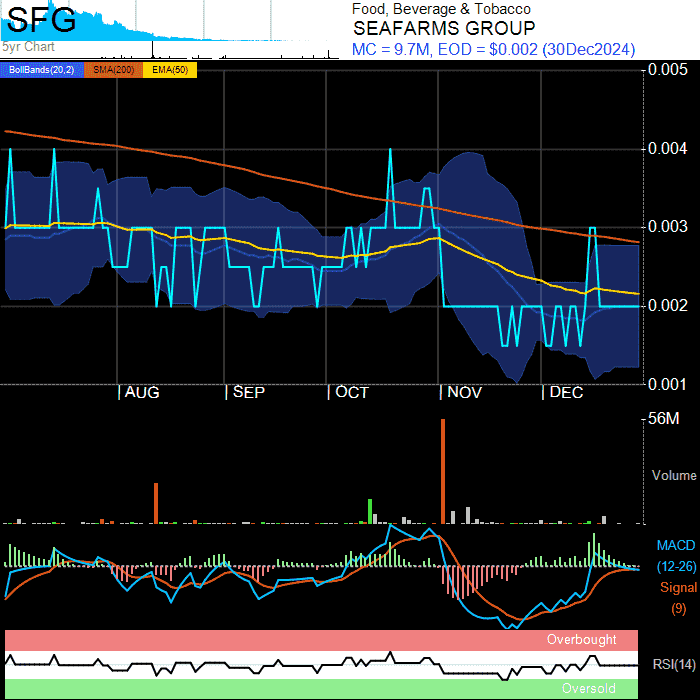 SFG
5yr Chart
Food, Beverage & Tobacco
SEAFARMS GROUP
MC = 9.7M, EOD = $0.002 (30Dec2024)
BollBands(20,2) SMA(200) EMA(50)
0.005
0.004
0.003
0.002
0.001
AUG SEP OCT NOV DEC
56M
Volume
MACD
(12-26)
Signal
(9)
Overbought
RSI(14)
Oversold